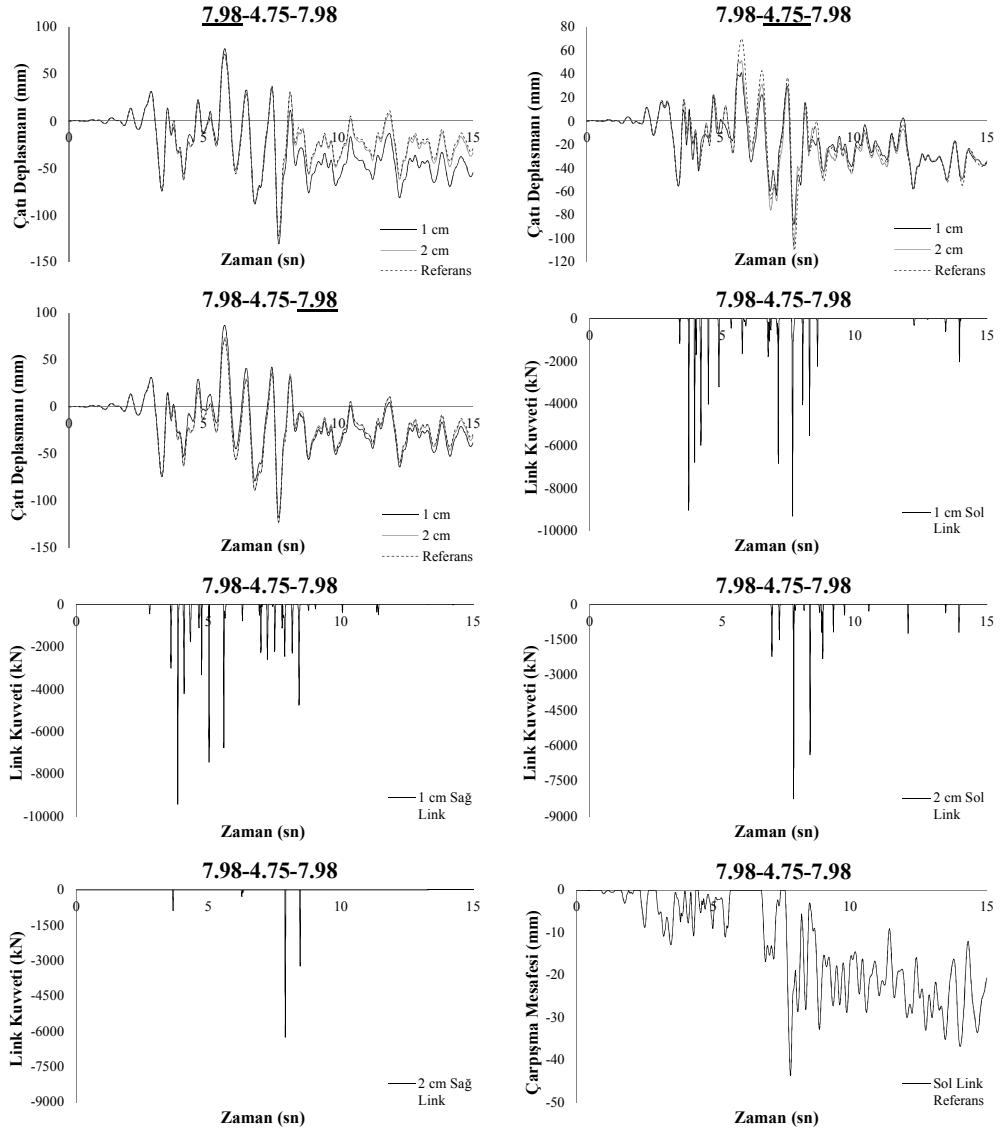 7.98-4.75-7.98
Çatı Deplasmanı (mm)
100
50
0
-50
-100
-150
0
5
10
15
Zaman (sn)
1 cm
2 cm
Referans
7.98-4.75-7.98
Çatı Deplasmanı (mm)
80
60
40
20
0
-20
-40
-60
-80
-100
-120
0
5
10
15
Zaman (sn)
1 cm
2 cm
Referans
7.98-4.75-7.98
Çatı Deplasmanı (mm)
100
50
0
-50
-100
-150
0
5
10
15
Zaman (sn)
1 cm
2 cm
Referans
7.98-4.75-7.98
Link Kuvveti (kN)
0
-2000
-4000
-6000
-8000
-10000
0
5
10
15
Zaman (sn)
1 cm Sol
Link
7.98-4.75-7.98
Link Kuvveti (kN)
0
-2000
-4000
-6000
-8000
-10000
0
5
10
15
Zaman (sn)
1 cm Sağ
Link
7.98-4.75-7.98
Link Kuvveti (kN)
0
-1500
-3000
-4500
-6000
-7500
-9000
0
5
10
15
Zaman (sn)
2 cm Sol
Link
7.98-4.75-7.98
Link Kuvveti (kN)
0
-1500
-3000
-4500
-6000
-7500
-9000
0
5
10
15
Zaman (sn)
2 cm Sağ
Link
7.98-4.75-7.98
Çarpışma Mesafesi (mm)
0
-10
-20
-30
-40
-50
0
5
10
15
Zaman (sn)
Sol Link
Referans